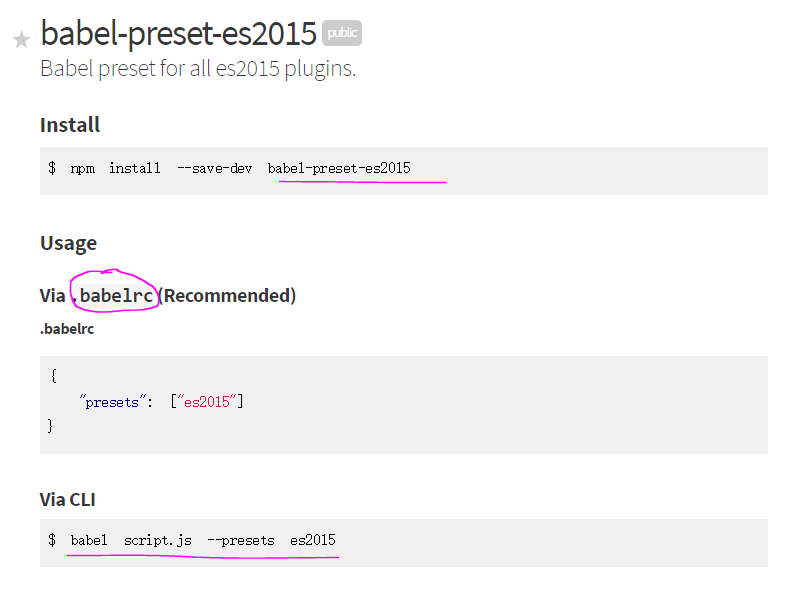 babel-preset-es2015 public
Babel preset for all es2015 plugins.
Install
$ npm install --save-dev babel-preset-es2015
Usage
Via .babelrc (Recommended)
.babelrc
{
"presets": ["es2015"]
}
Via CLI
$ babel script.js --presets es2015